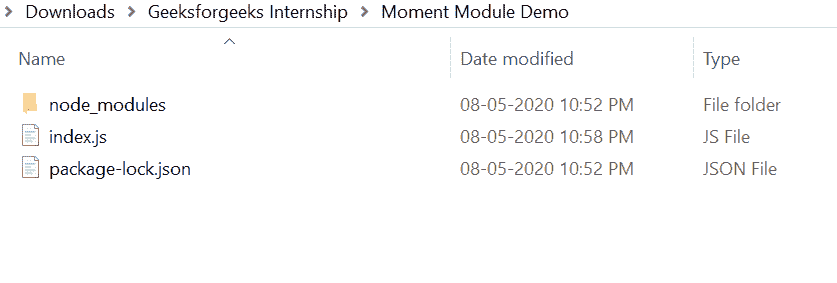 Downloads > Geeksforgeeks Internship > Moment Module Demo
Name Date modified Type
node_modules 08-05-2020 10:52 PM File folder
index.js 08-05-2020 10:58 PM JS File
package-lock.json 08-05-2020 10:52 PM JSON File